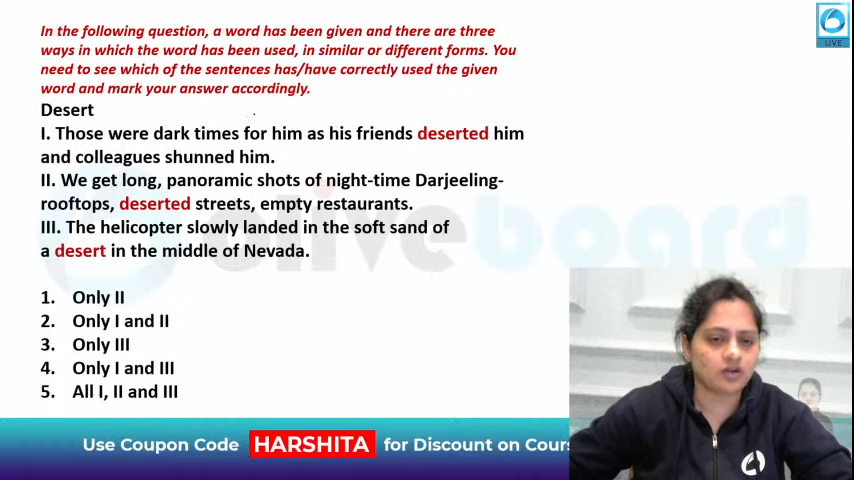 In the following question, a word has been given and there are three
ways in which the word has been used, in similar or different forms. You
need to see which of the sentences has/have correctly used the given
word and mark your answer accordingly.
Desert
I. Those were dark times for him as his friends deserted him
and colleagues shunned him.
II. We get long, panoramic shots of night-time Darjeeling-
rooftops, deserted streets, empty restaurants.
III. The helicopter slowly landed in the soft sand of
a desert in the middle of Nevada.
1. Only II
2. Only I and II
3. Only III
4. Only I and III
5. All I, II and III
LIVE
oliveboard
Use Coupon Code HARSHITA for Discount on Cours